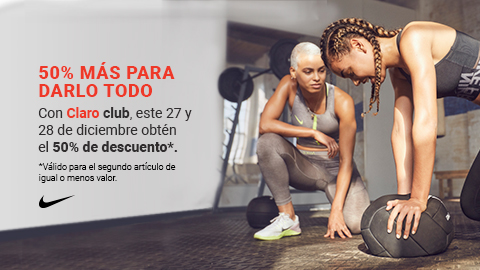 50% MÁS PARA
DARLO TODO
Con Claro club, este 27 y
28 de diciembre obtén
el 50% de descuento*.
*Válido para el segundo artículo de
igual o menos valor.